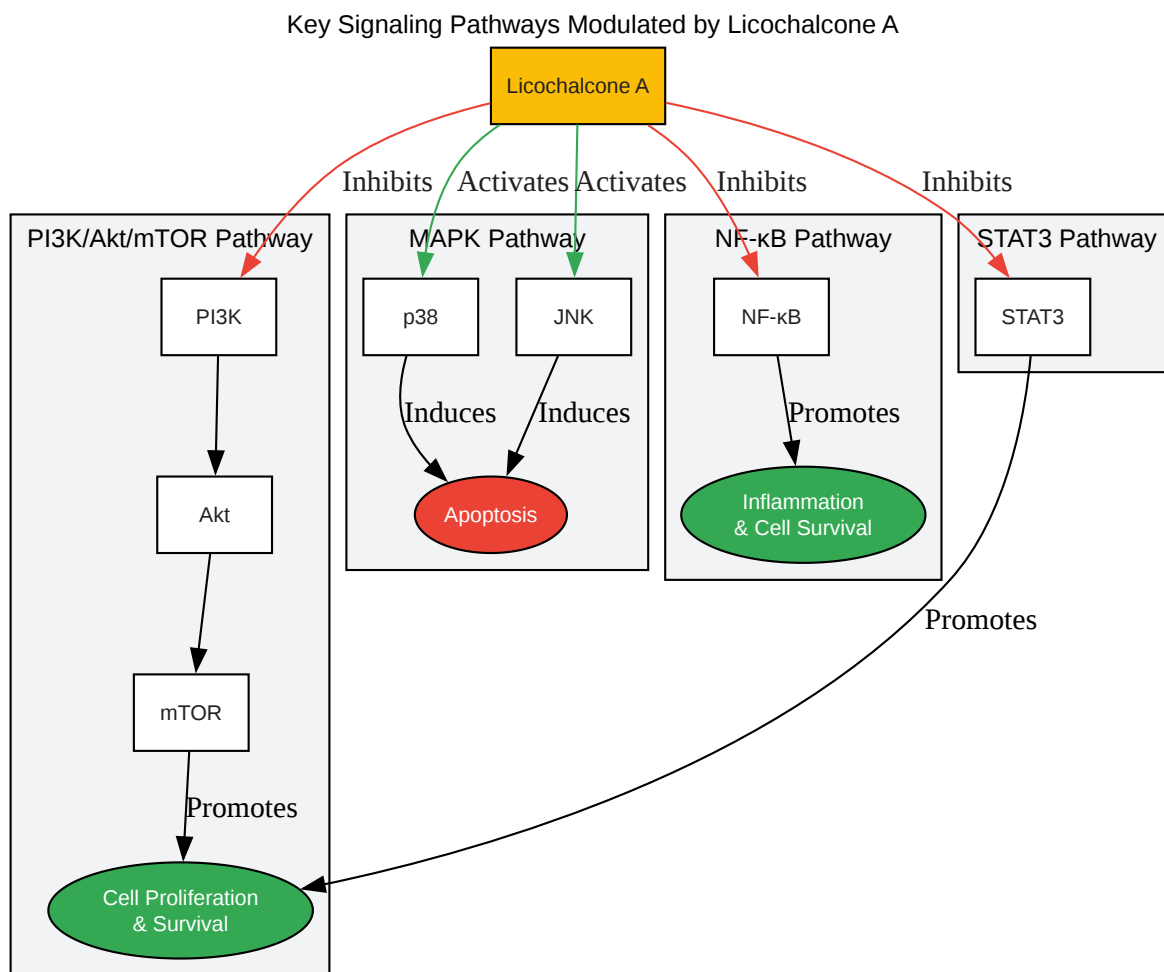 Key Signaling Pathways Modulated by Licochalcone A
Licochalcone A
Inhibits
Activates
Activates
Inhibits
Inhibits
PI3K/Akt/mTOR Pathway
MAPK Pathway
NF-κB Pathway
STAT3 Pathway
PI3K
p38
JNK
NF-κB
STAT3
Induces
Induces
Promotes
Akt
Apoptosis
Inflammation
& Cell Survival
Promotes
mTOR
Promotes
Cell Proliferation
& Survival